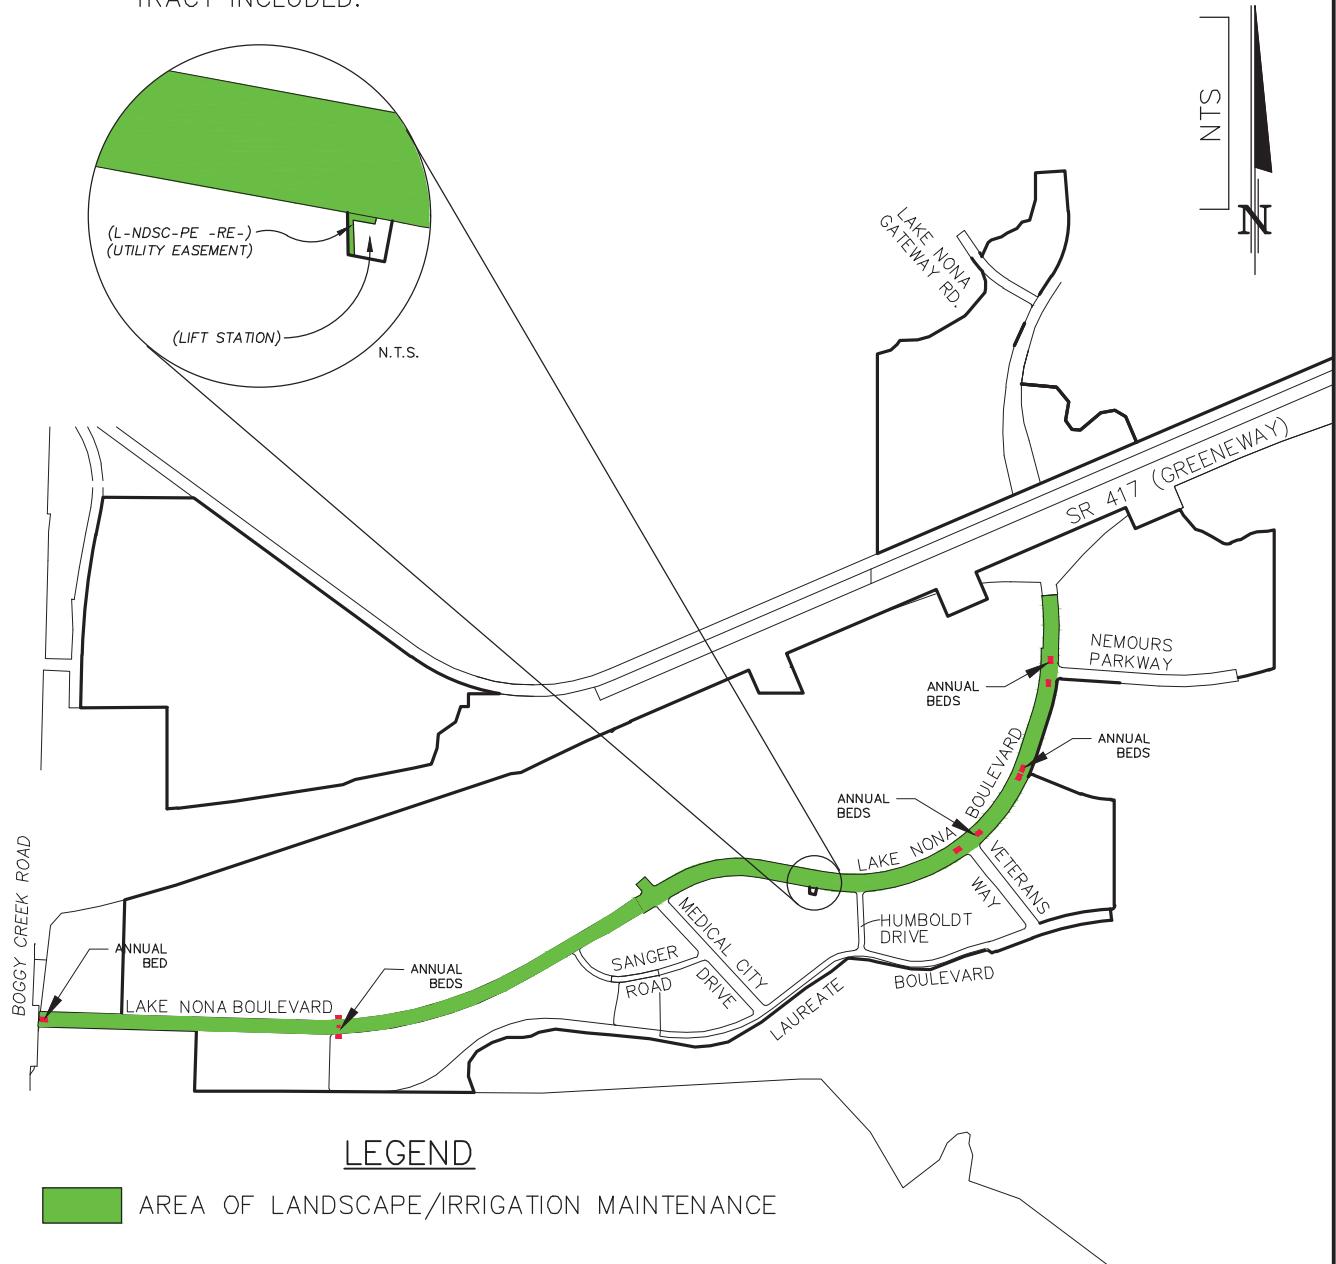 TRACT INCLUDED.
NTS
N
(L-NDSC-PE -RE-)
(UTILITY EASEMENT)
(LIFT STATION)
N.T.S.
LAKE NONA
GATEWAY RD.
SR 417 (GREENEWAY)
NEMOURS
PARKWAY
ANNUAL
BEDS
ANNUAL
BEDS
ANNUAL
BEDS
LAKE NONA BOULEVARD
VETERANS
WAY
HUMBOLDT
DRIVE
MEDICAL CITY
DRIVE
SANGER
ROAD
LAUREATE
BOULEVARD
BOGGY CREEK ROAD
ANNUAL
BED
ANNUAL
BEDS
LAKE NONA BOULEVARD
LEGEND
AREA OF LANDSCAPE/IRRIGATION MAINTENANCE